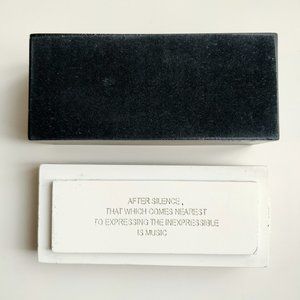 AFTER SILENCE,
THAT WHICH COMES NEAREST
TO EXPRESSING THE INEXPRESSIBLE
IS MUSIC